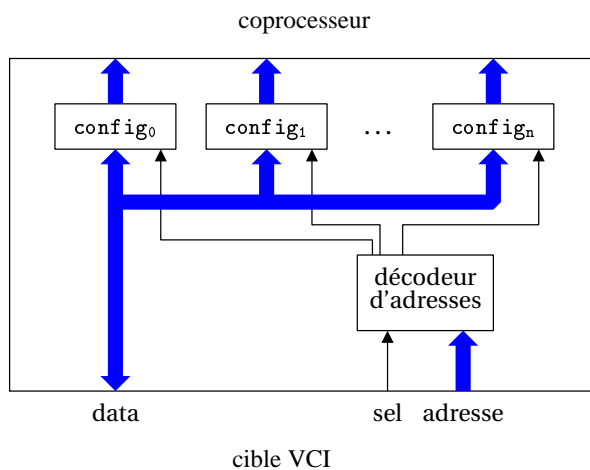 coprocesseur
config₀ config₁ ... configₙ
décodeur
d'adresses
data sel adresse
cible VCI